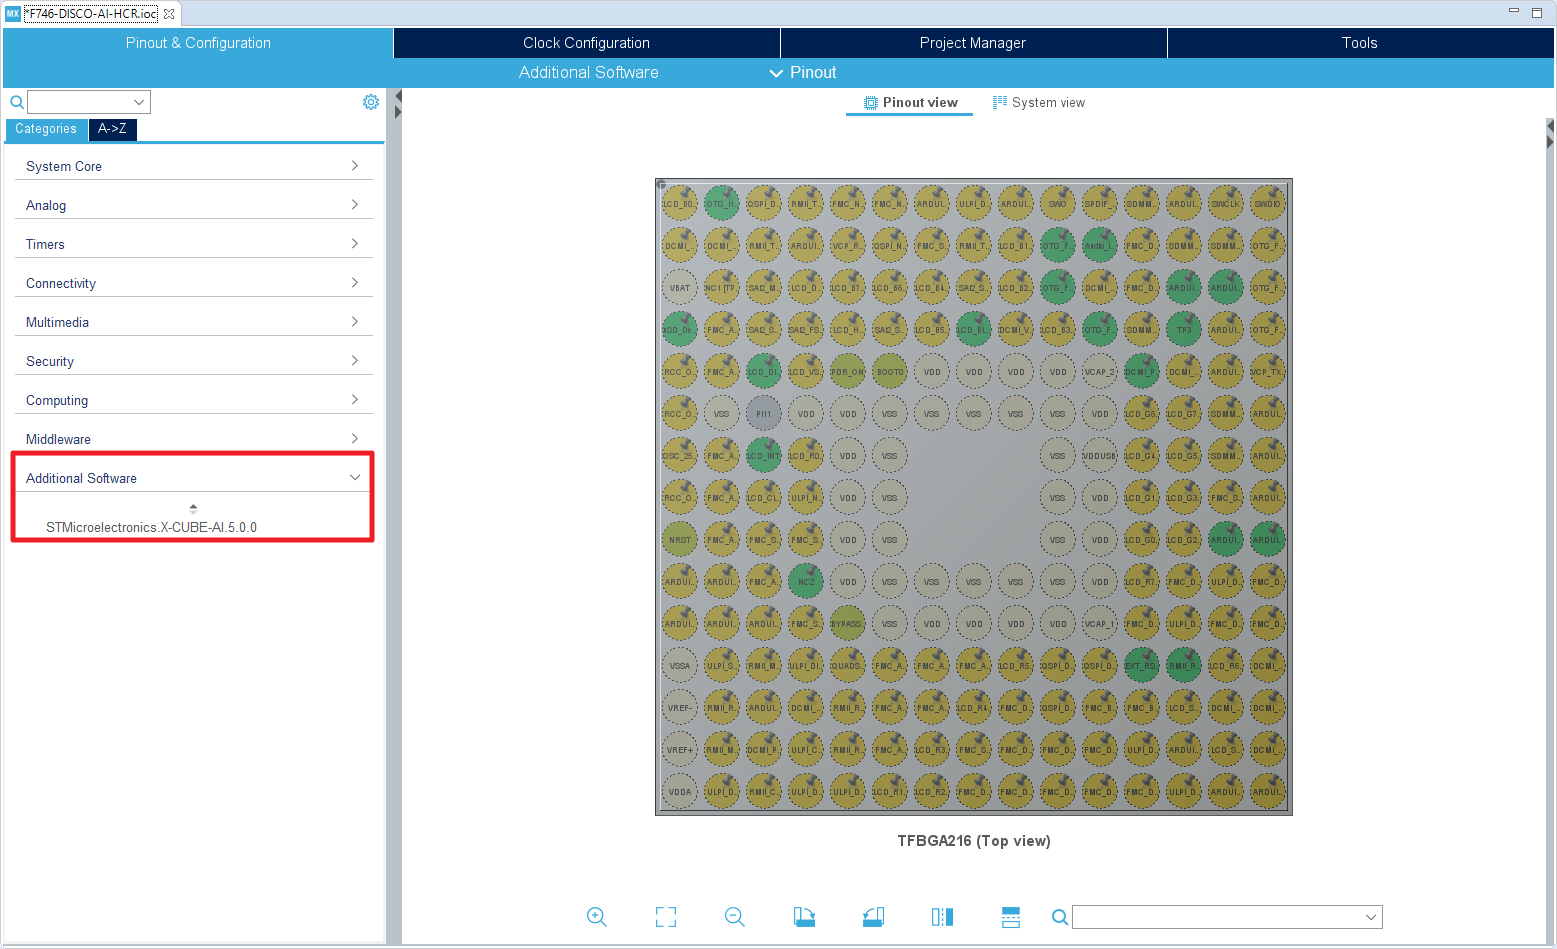 MX *F746-DISCO-AI-HCR.ioc
Pinout & Configuration Clock Configuration Project Manager Tools
Additional Software Pinout
Categories A->Z
Pinout view System view
System Core
Analog
Timers
Connectivity
Multimedia
Security
Computing
Middleware
Additional Software
STMicroelectronics.X-CUBE-AI.5.0.0
LCD_B0.. OTG_H.. QSPI_D.. RMII_T.. FMC_N.. FMC_N.. ARDUI.. ULPI_D.. ARDUI.. SWO SPDIF_.. SDMM.. ARDUI.. SWCLK SWDIO
DCMI_.. DCMI_.. RMII_T.. ARDUI.. VCP_R.. QSPI_N.. FMC_S.. RMII_T.. LCD_B1.. OTG_F.. Audio_I.. FMC_D.. SDMM.. SDMM.. OTG_F..
VBAT NC1 [TP.. SAI2_M.. LCD_D.. LCD_B7.. LCD_B6.. LCD_B4.. SAI2_S.. LCD_B2.. OTG_F.. DCMI_.. FMC_D.. ARDUI.. ARDUI.. OTG_F..
FMC_A.. SAI2_S.. SAI2_FS.. LCD_H.. SAI2_S.. LCD_B5.. LCD_BL.. DCMI_V.. LCD_B3.. OTG_F.. SDMM.. TP3 ARDUI.. OTG_F..
RCC_O.. FMC_A.. LCD_DI.. LCD_VS.. PDR_ON BOOT0 VDD VDD VDD VDD VCAP_2 DCMI_P.. DCMI_.. ARDUI.. VCP_TX..
RCC_O.. VSS PI11 VDD VDD VSS VSS VSS VSS VSS VDD LCD_G6.. LCD_G7.. SDMM.. ARDUI..
OSC_25.. FMC_A.. LCD_INT LCD_R0.. VDD VSS VSS VDDUSB LCD_G4.. LCD_G5.. SDMM.. ARDUI..
RCC_O.. FMC_A.. LCD_CL.. ULPI_N.. VDD VSS VSS VDD LCD_G1.. LCD_G3.. FMC_S.. ARDUI..
NRST FMC_A.. FMC_S.. FMC_S.. VDD VSS VSS VDD LCD_G0.. LCD_G2.. ARDUI.. ARDUI..
ARDUI.. ARDUI.. FMC_A.. NC2 VDD VSS VSS VSS VSS VSS VDD LCD_R7.. FMC_D.. ULPI_D.. FMC_D..
ARDUI.. ARDUI.. ARDUI.. FMC_S.. BYPASS.. VSS VDD VDD VDD VDD VCAP_1 FMC_D.. ULPI_D.. FMC_D.. FMC_D..
VSSA ULPI_S.. RMII_M.. ULPI_DI.. QUADS.. FMC_A.. FMC_A.. FMC_A.. LCD_R5.. QSPI_D.. QSPI_D.. EXT_RS.. RMII_R.. LCD_R6.. DCMI_..
VREF- RMII_R.. ARDUI.. DCMI_.. RMII_R.. FMC_A.. FMC_A.. LCD_R4.. FMC_D.. QSPI_D.. FMC_B.. FMC_B.. LCD_S.. DCMI_.. DCMI_..
VREF+ RMII_M.. DCMI_P.. ULPI_C.. RMII_R.. FMC_A.. LCD_R3.. FMC_S.. FMC_D.. FMC_D.. FMC_D.. ULPI_D.. ARDUI.. LCD_S.. DCMI_..
VDDA ULPI_D.. RMII_C.. ULPI_D.. ULPI_D.. LCD_R1.. LCD_R2.. FMC_D.. FMC_D.. FMC_D.. FMC_D.. FMC_D.. ULPI_D.. ARDUI.. ARDUI..
TFBGA216 (Top view)